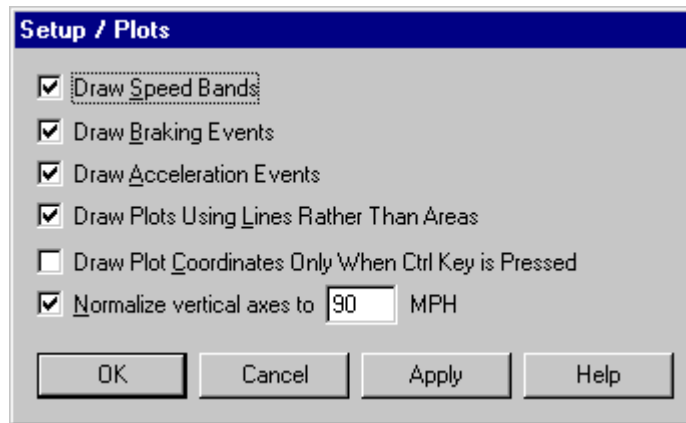 Setup / Plots
Draw Speed Bands
Draw Braking Events
Draw Acceleration Events
Draw Plots Using Lines Rather Than Areas
Draw Plot Coordinates Only When Ctrl Key is Pressed
Normalize vertical axes to 90 MPH
OK Cancel Apply Help